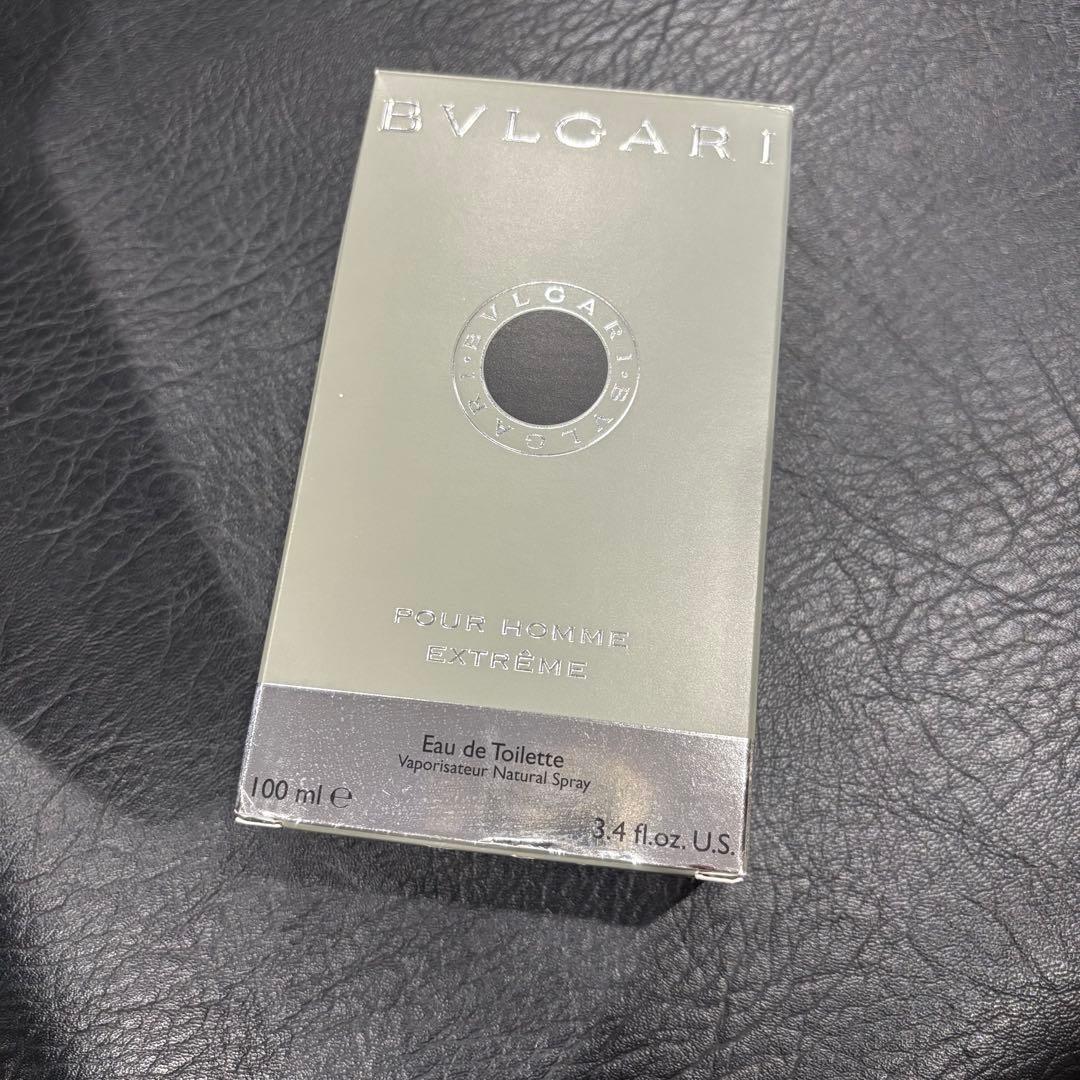 BVLGARI
BVLGARI · BVLGARI ·
POUR HOMME
EXTRÊME
Eau de Toilette
Vaporisateur Natural Spray
100 ml ℮
3.4 fl.oz. U.S.